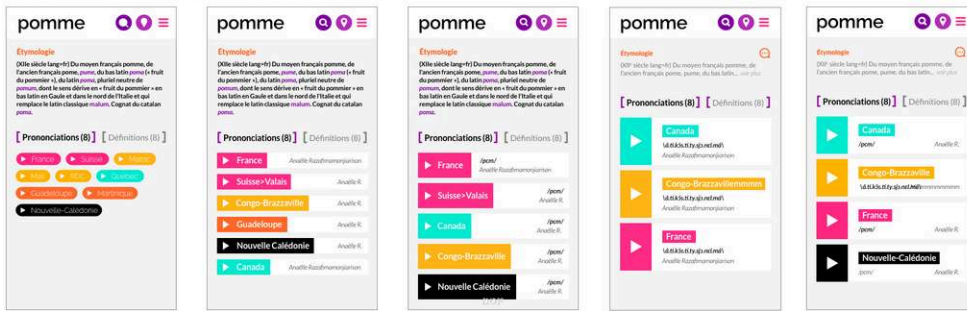 pomme
Étymologie
(XIIe siècle lang=fr) Du moyen français pomme, de
l'ancien français pome, pume, du bas latin poma (« fruit
du pommier »), du latin poma, pluriel neutre de
pomum, dont le sens dérive en « fruit du pommier » en
bas latin en Gaule et dans le nord de l'Italie et qui
remplace le latin classique malum. Cognat du catalan
poma.
[ Prononciations (8) ] [ Définitions (8) ]
France Suisse Maroc
Mali RDC Québec
Guadeloupe Martinique
Nouvelle-Calédonie
pomme
Étymologie
(XIIe siècle lang=fr) Du moyen français pomme, de
l'ancien français pome, pume, du bas latin poma (« fruit
du pommier »), du latin poma, pluriel neutre de
pomum, dont le sens dérive en « fruit du pommier » en
bas latin en Gaule et dans le nord de l'Italie et qui
remplace le latin classique malum. Cognat du catalan
poma.
[ Prononciations (8) ] [ Définitions (8) ]
France Anaëlle Razafimamonjiarison
Suisse>Valais Anaëlle R.
Congo-Brazzaville Anaëlle R.
Guadeloupe Anaëlle R.
Nouvelle Calédonie Anaëlle R.
Canada Anaëlle Razafimamonjiarison
pomme
Étymologie
(XIIe siècle lang=fr) Du moyen français pomme, de
l'ancien français pome, pume, du bas latin poma (« fruit
du pommier »), du latin poma, pluriel neutre de
pomum, dont le sens dérive en « fruit du pommier » en
bas latin en Gaule et dans le nord de l'Italie et qui
remplace le latin classique malum. Cognat du catalan
poma.
[ Prononciations (8) ] [ Définitions (8) ]
France /pɔm/
Anaëlle Razafimamonjiarison
Suisse>Valais /pɔm/
Anaëlle R.
Canada /pɔm/
Anaëlle R.
Congo-Brazzaville /pɔm/
Anaëlle R.
Nouvelle Calédonie /pɔm/
Anaëlle R.
pomme
Étymologie
(XIIe siècle lang=fr) Du moyen français pomme, de
l'ancien français pome, pume, du bas latin... voir plus
[ Prononciations (8) ] [ Définitions (8) ]
Canada
Anaëlle Razafimamonjiarison
Congo-Brazzavillemmmm
Anaëlle Razafimamonjiarison
France
Anaëlle Razafimamonjiarison
pomme
Étymologie
(XIIe siècle lang=fr) Du moyen français pomme, de
l'ancien français pome, pume, du bas latin... voir plus
[ Prononciations (8) ] [ Définitions (8) ]
Canada
/pɔm/ Anaëlle R.
Congo-Brazzaville
France
/pɔm/ Anaëlle R.
Nouvelle-Calédonie
/pɔm/ Anaëlle R.